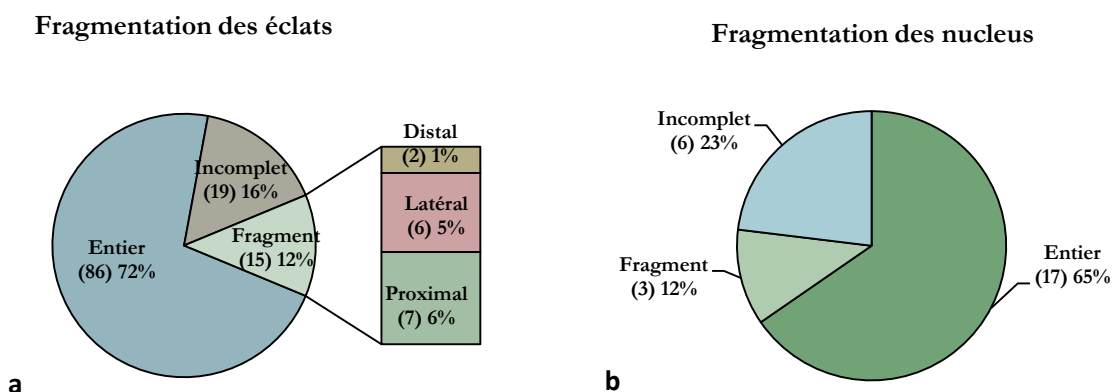 Fragmentation des éclats
Entier
(86) 72%
Incomplet
(19) 16%
Fragment
(15) 12%
Distal
(2) 1%
Latéral
(6) 5%
Proximal
(7) 6%
a
Fragmentation des nucleus
Incomplet
(6) 23%
Fragment
(3) 12%
Entier
(17) 65%
b